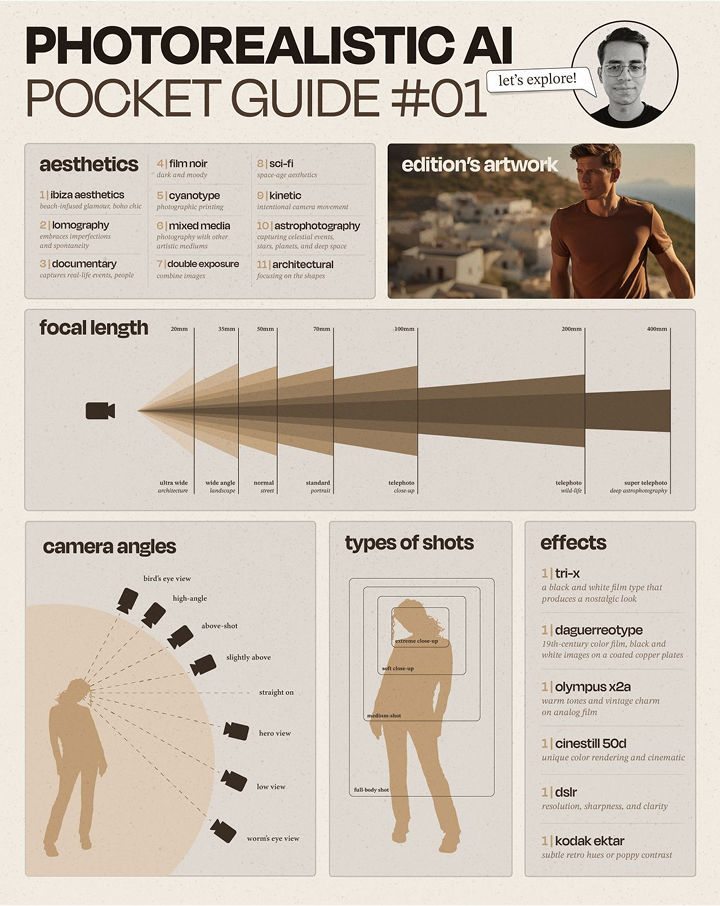 PHOTOREALISTIC AI
POCKET GUIDE #01
let's explore!
aesthetics
1| ibiza aesthetics
beach-infused glamour, boho chic
2| lomography
embraces imperfections
and spontaneity
3| documentary
captures real-life events, people
4| film noir
dark and moody
5| cyanotype
photographic printing
6| mixed media
photography with other
artistic mediums
7| double exposure
combine images
8| sci-fi
space-age aesthetics
9| kinetic
intentional camera movement
10| astrophotography
capturing celestial events,
stars, planets, and deep space
11| architectural
focusing on the shapes
edition's artwork
focal length
20mm
35mm
50mm
70mm
100mm
200mm
400mm
ultra wide
architecture
wide angle
landscape
normal
street
standard
portrait
telephoto
close-up
telephoto
wild-life
super telephoto
deep astrophotography
camera angles
bird's eye view
high-angle
above-shot
slightly above
straight on
hero view
low view
worm's eye view
types of shots
extreme close-up
soft close-up
medium-shot
full-body shot
effects
1| tri-x
a black and white film type that
produces a nostalgic look
1| daguerreotype
19th-century color film, black and
white images on a coated copper plates
1| olympus x2a
warm tones and vintage charm
on analog film
1| cinestill 50d
unique color rendering and cinematic
1| dslr
resolution, sharpness, and clarity
1| kodak ektar
subtle retro hues or poppy contrast